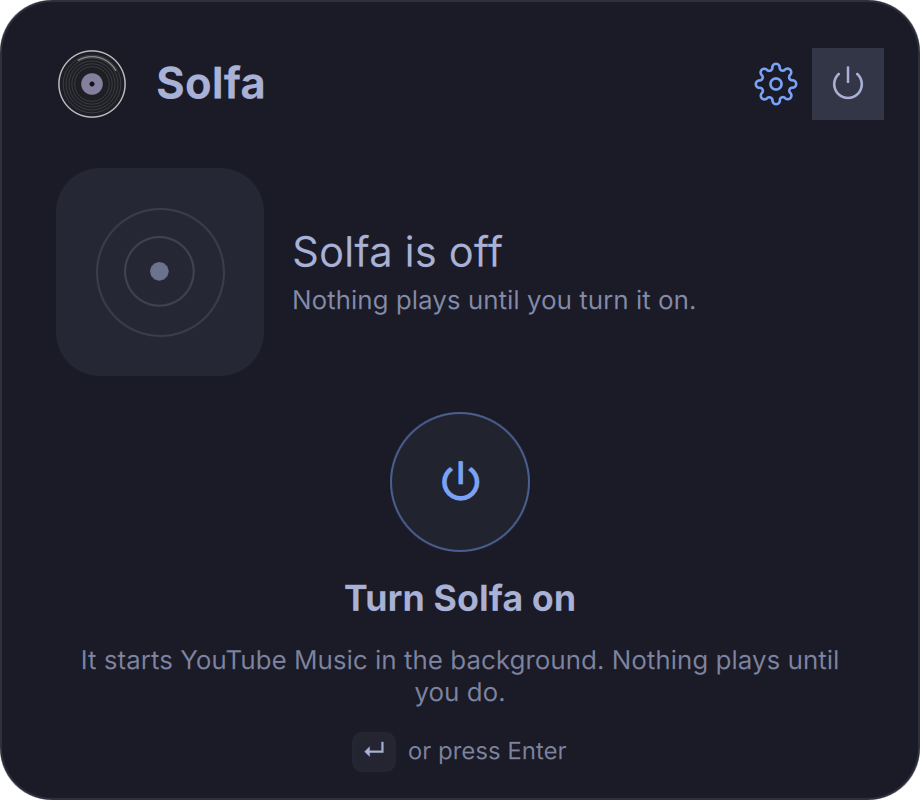 Solfa
Solfa is off
Nothing plays until you turn it on.
Turn Solfa on
It starts YouTube Music in the background. Nothing plays until
you do.
↵ or press Enter